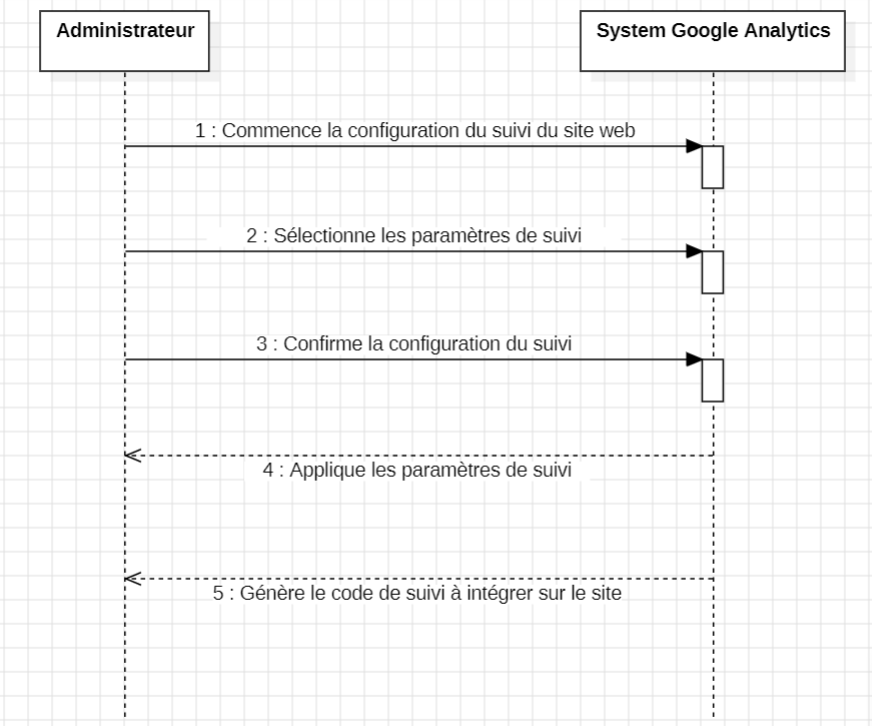 Administrateur
System Google Analytics
1 : Commence la configuration du suivi du site web
2 : Sélectionne les paramètres de suivi
3 : Confirme la configuration du suivi
4 : Applique les paramètres de suivi
5 : Génère le code de suivi à intégrer sur le site